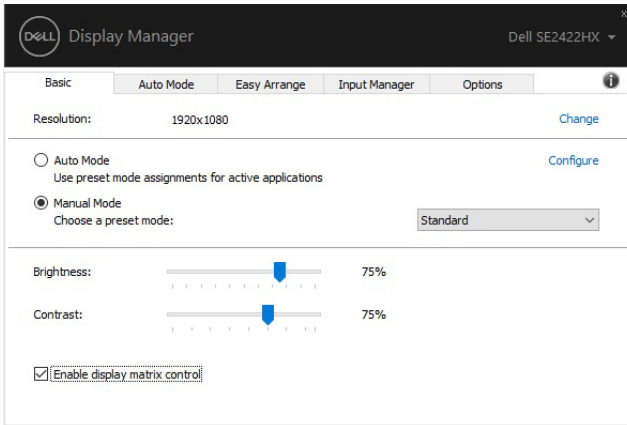 x
DELL Display Manager Dell SE2422HX
Basic Auto Mode Easy Arrange Input Manager Options
Resolution: 1920x1080 Change
Auto Mode Configure
Use preset mode assignments for active applications
Manual Mode
Choose a preset mode: Standard
Brightness: 75%
Contrast: 75%
Enable display matrix control